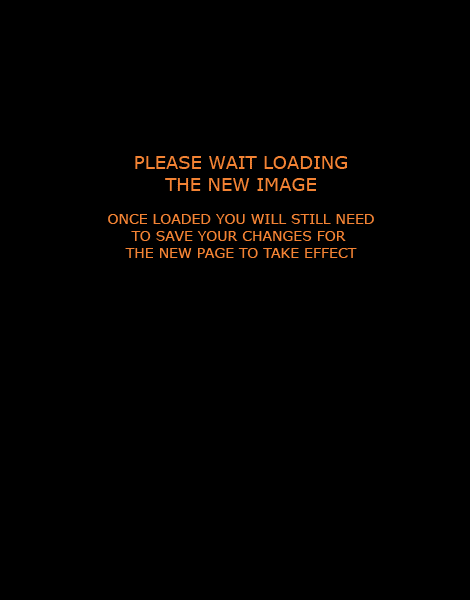 PLEASE WAIT LOADING
THE NEW IMAGE
ONCE LOADED YOU WILL STILL NEED
TO SAVE YOUR CHANGES FOR
THE NEW PAGE TO TAKE EFFECT